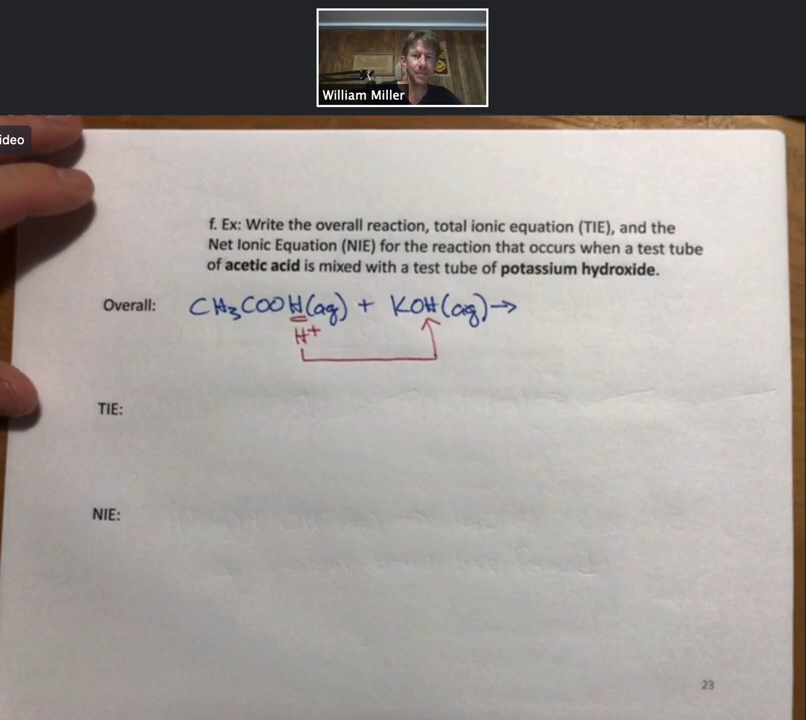 William Miller
ideo
f. Ex: Write the overall reaction, total ionic equation (TIE), and the
Net Ionic Equation (NIE) for the reaction that occurs when a test tube
of acetic acid is mixed with a test tube of potassium hydroxide.
Overall: CH₃COOH(aq) + KOH(aq)→
H⁺
TIE:
NIE:
23